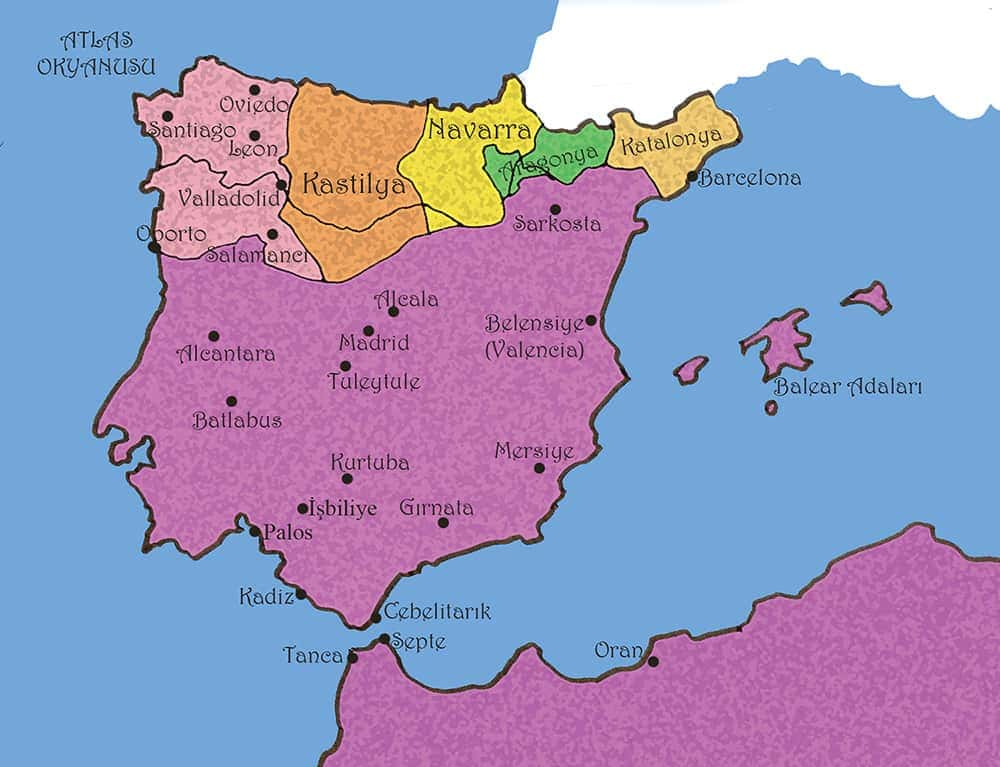 ATLAS
OKYANUSU
Oviedo
Santiago
Leon
Navarra
Aragonya
Katalonya
Barcelona
Valladolid
Kastilya
Oporto
Salamanci
Sarkosta
Alcala
Madrid
Alcantara
Tuleytule
Belensiye
(Valencia)
Balear Adaları
Batlabus
Kurtuba
Mersiye
İşbiliye
Gırnata
Palos
Kadiz
Cebelitarık
Septe
Tanca
Oran